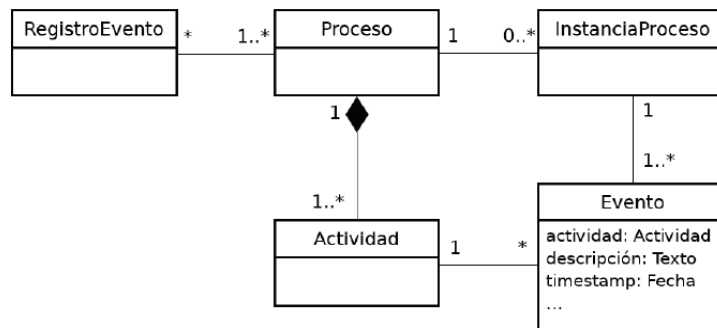 RegistroEvento
*
1..*
Proceso
1
0..*
InstanciaProceso
1
1
1..*
1..*
Actividad
1
*
Evento
actividad: Actividad
descripción: Texto
timestamp: Fecha
...